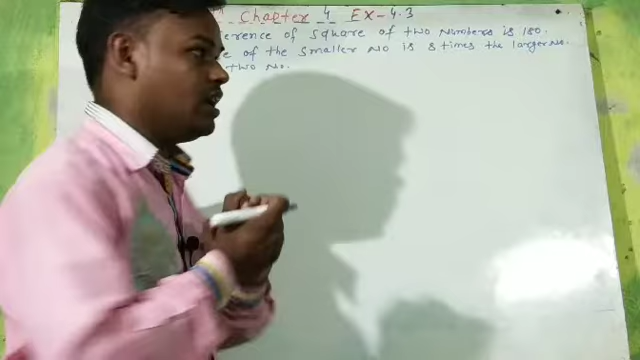 Chapter 4 Ex-4.3
erence of square of two Numbers is 180.
e of the smaller no is 8 times the larger no.
two no.